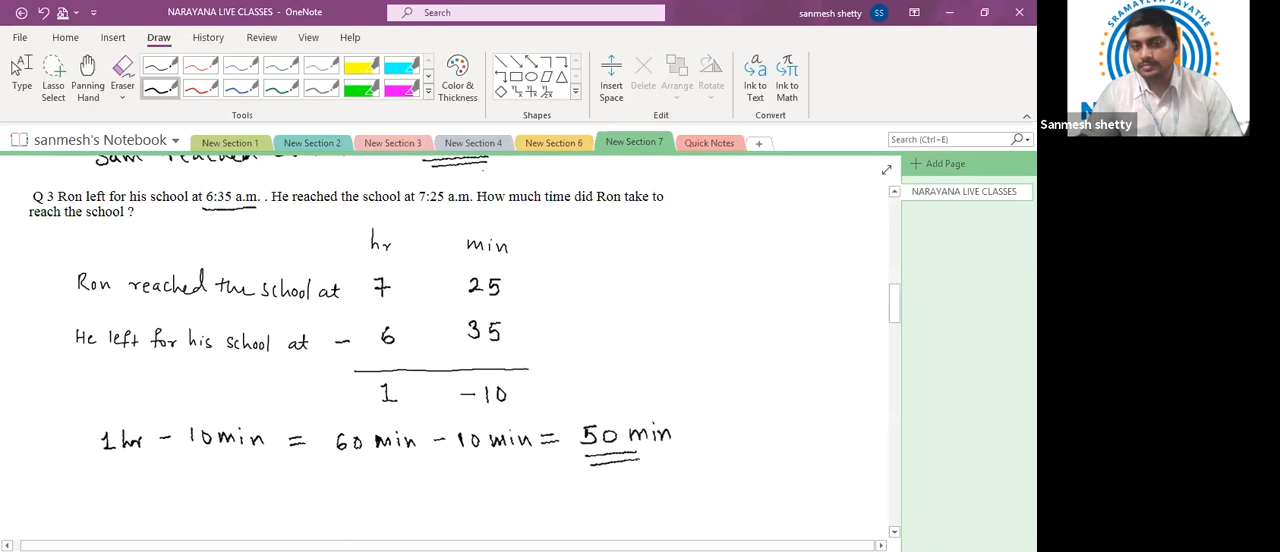 NARAYANA LIVE CLASSES - OneNote
Search
sanmesh shetty SS
File Home Insert Draw History Review View Help
Type Lasso Select Panning Hand Eraser Color & Thickness Insert Space Delete Arrange Rotate Ink to Text Ink to Math
Tools Shapes Edit Convert
SRAMAYEVA JAYATHE
Sanmesh shetty
sanmesh's Notebook New Section 1 New Section 2 New Section 3 New Section 4 New Section 6 New Section 7 Quick Notes Search (Ctrl+E)
Sam reached
Add Page
NARAYANA LIVE CLASSES
Q 3 Ron left for his school at 6:35 a.m. . He reached the school at 7:25 a.m. How much time did Ron take to
reach the school ?
hr min
Ron reached the school at 7 25
He left for his school at - 6 35
1 -10
1 hr - 10 min = 60 min - 10 min = 50 min